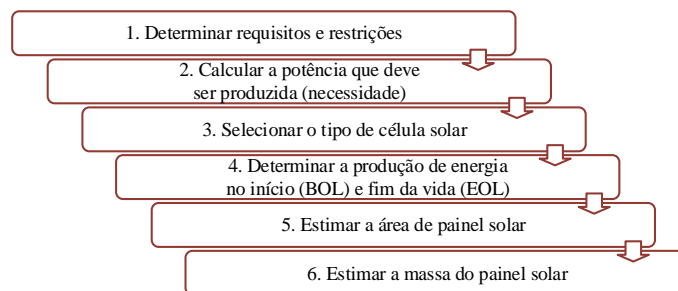 1. Determinar requisitos e restrições
2. Calcular a potência que deve
ser produzida (necessidade)
3. Selecionar o tipo de célula solar
4. Determinar a produção de energia
no início (BOL) e fim da vida (EOL)
5. Estimar a área de painel solar
6. Estimar a massa do painel solar